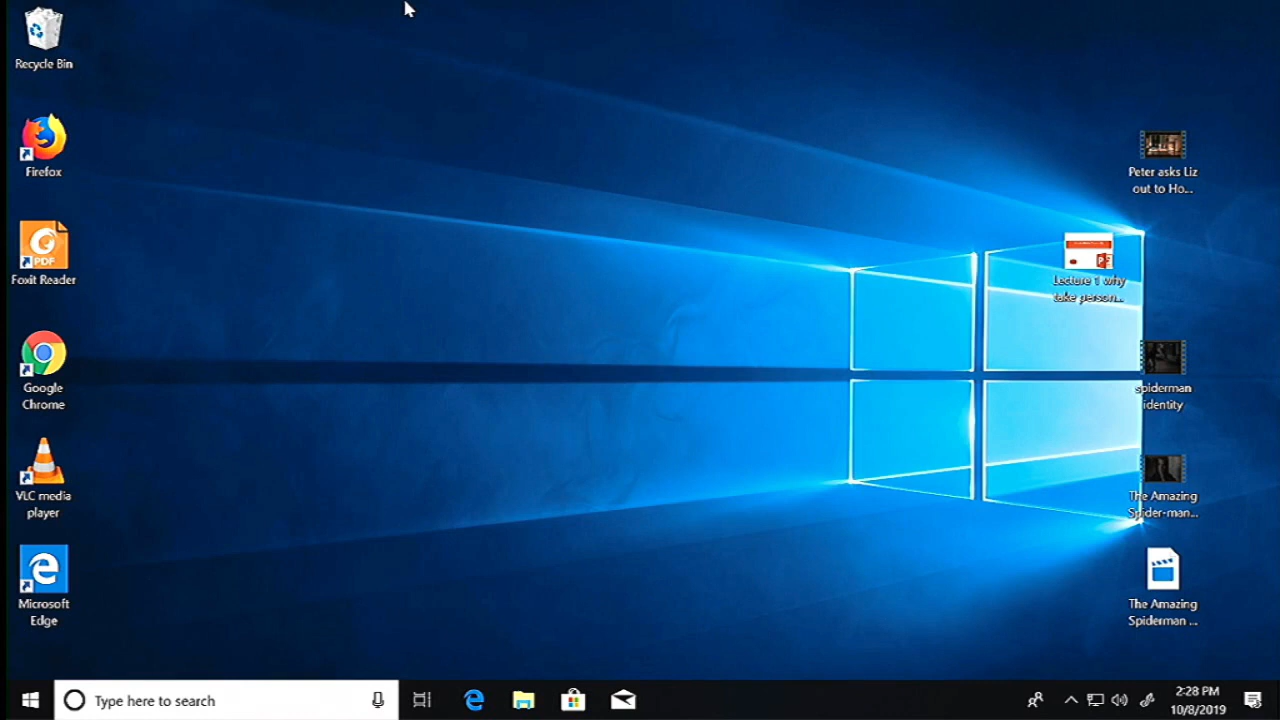 Recycle Bin
Firefox
PDF
Foxit Reader
Google
Chrome
VLC media
player
Microsoft
Edge
Peter asks Liz
out to Ho...
Lecture 1 why
take person...
spiderman
identity
The Amazing
Spider-man...
The Amazing
Spiderman ...
Type here to search
2:28 PM
10/8/2019